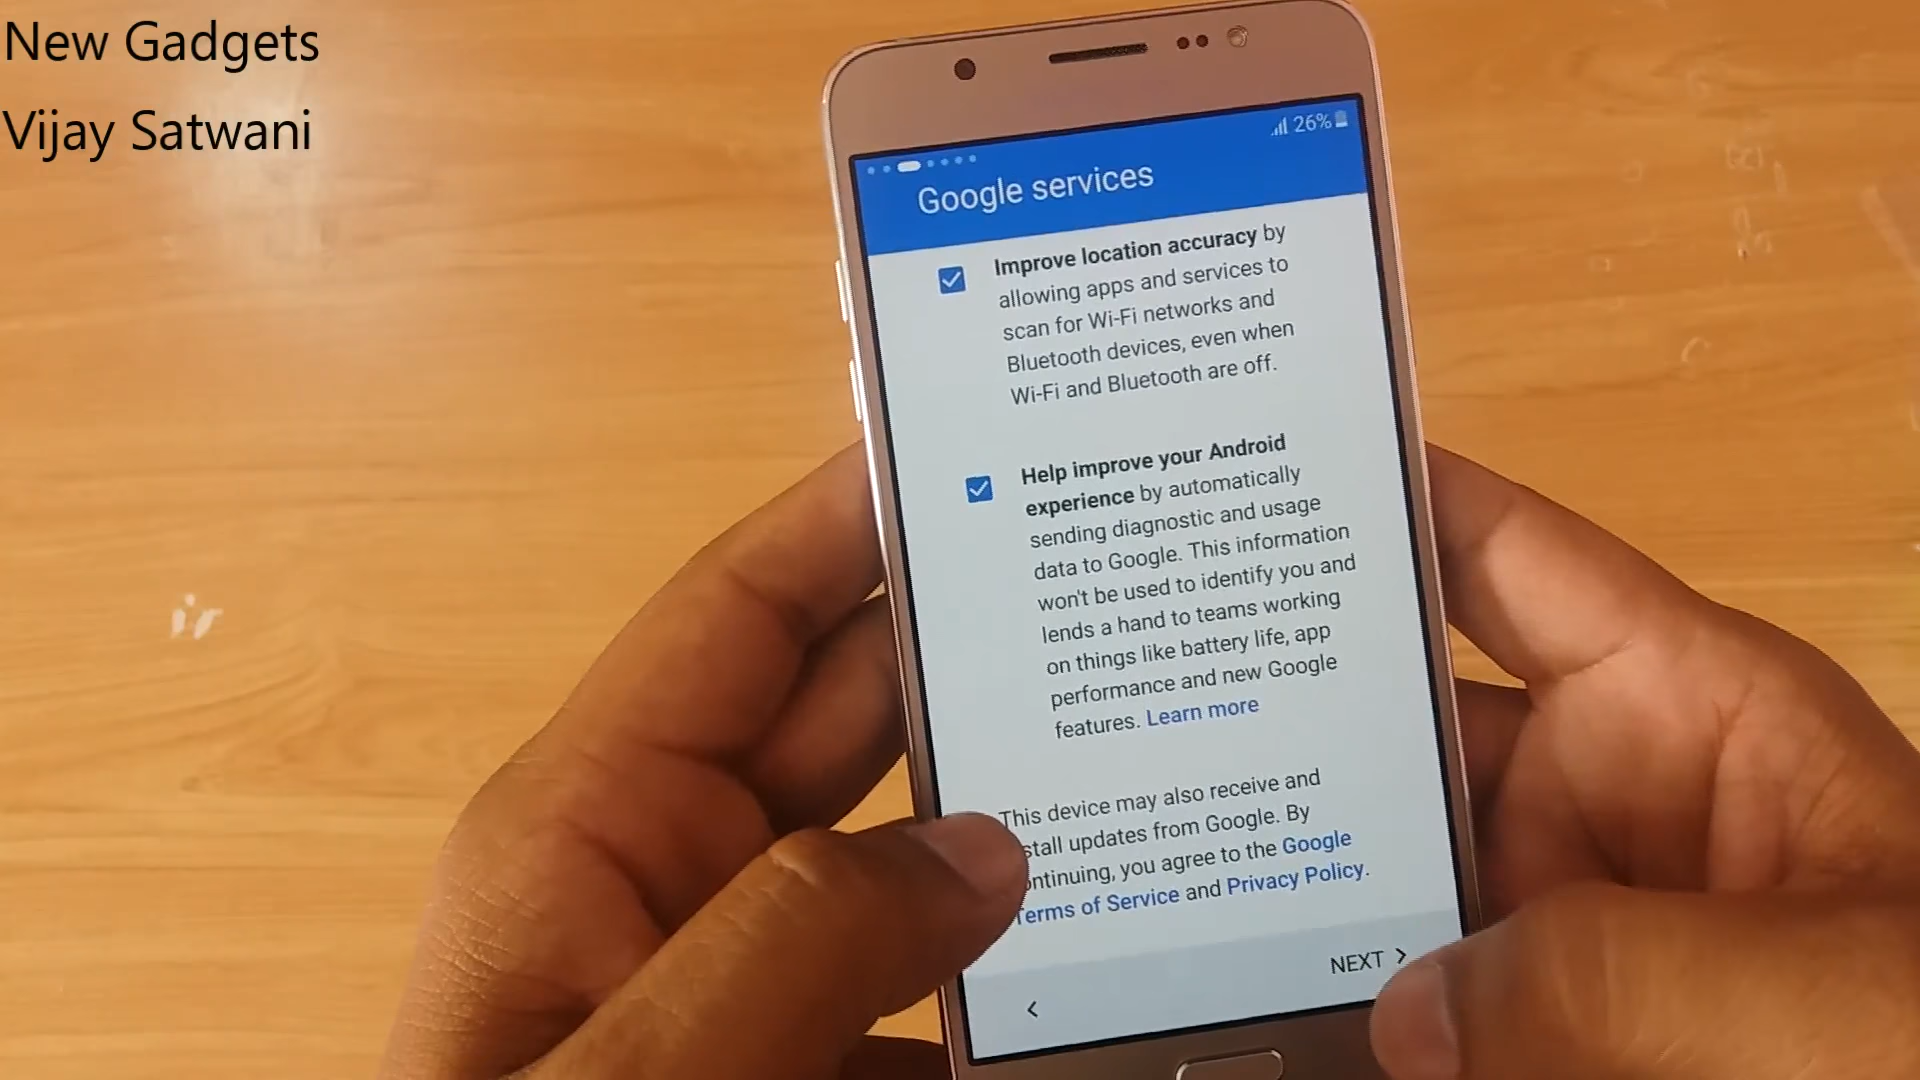 New Gadgets
Vijay Satwani
26%
Google services
Improve location accuracy by
allowing apps and services to
scan for Wi-Fi networks and
Bluetooth devices, even when
Wi-Fi and Bluetooth are off.
Help improve your Android
experience by automatically
sending diagnostic and usage
data to Google. This information
won't be used to identify you and
lends a hand to teams working
on things like battery life, app
performance and new Google
features. Learn more
This device may also receive and
stall updates from Google. By
ontinuing, you agree to the Google
Terms of Service and Privacy Policy.
NEXT